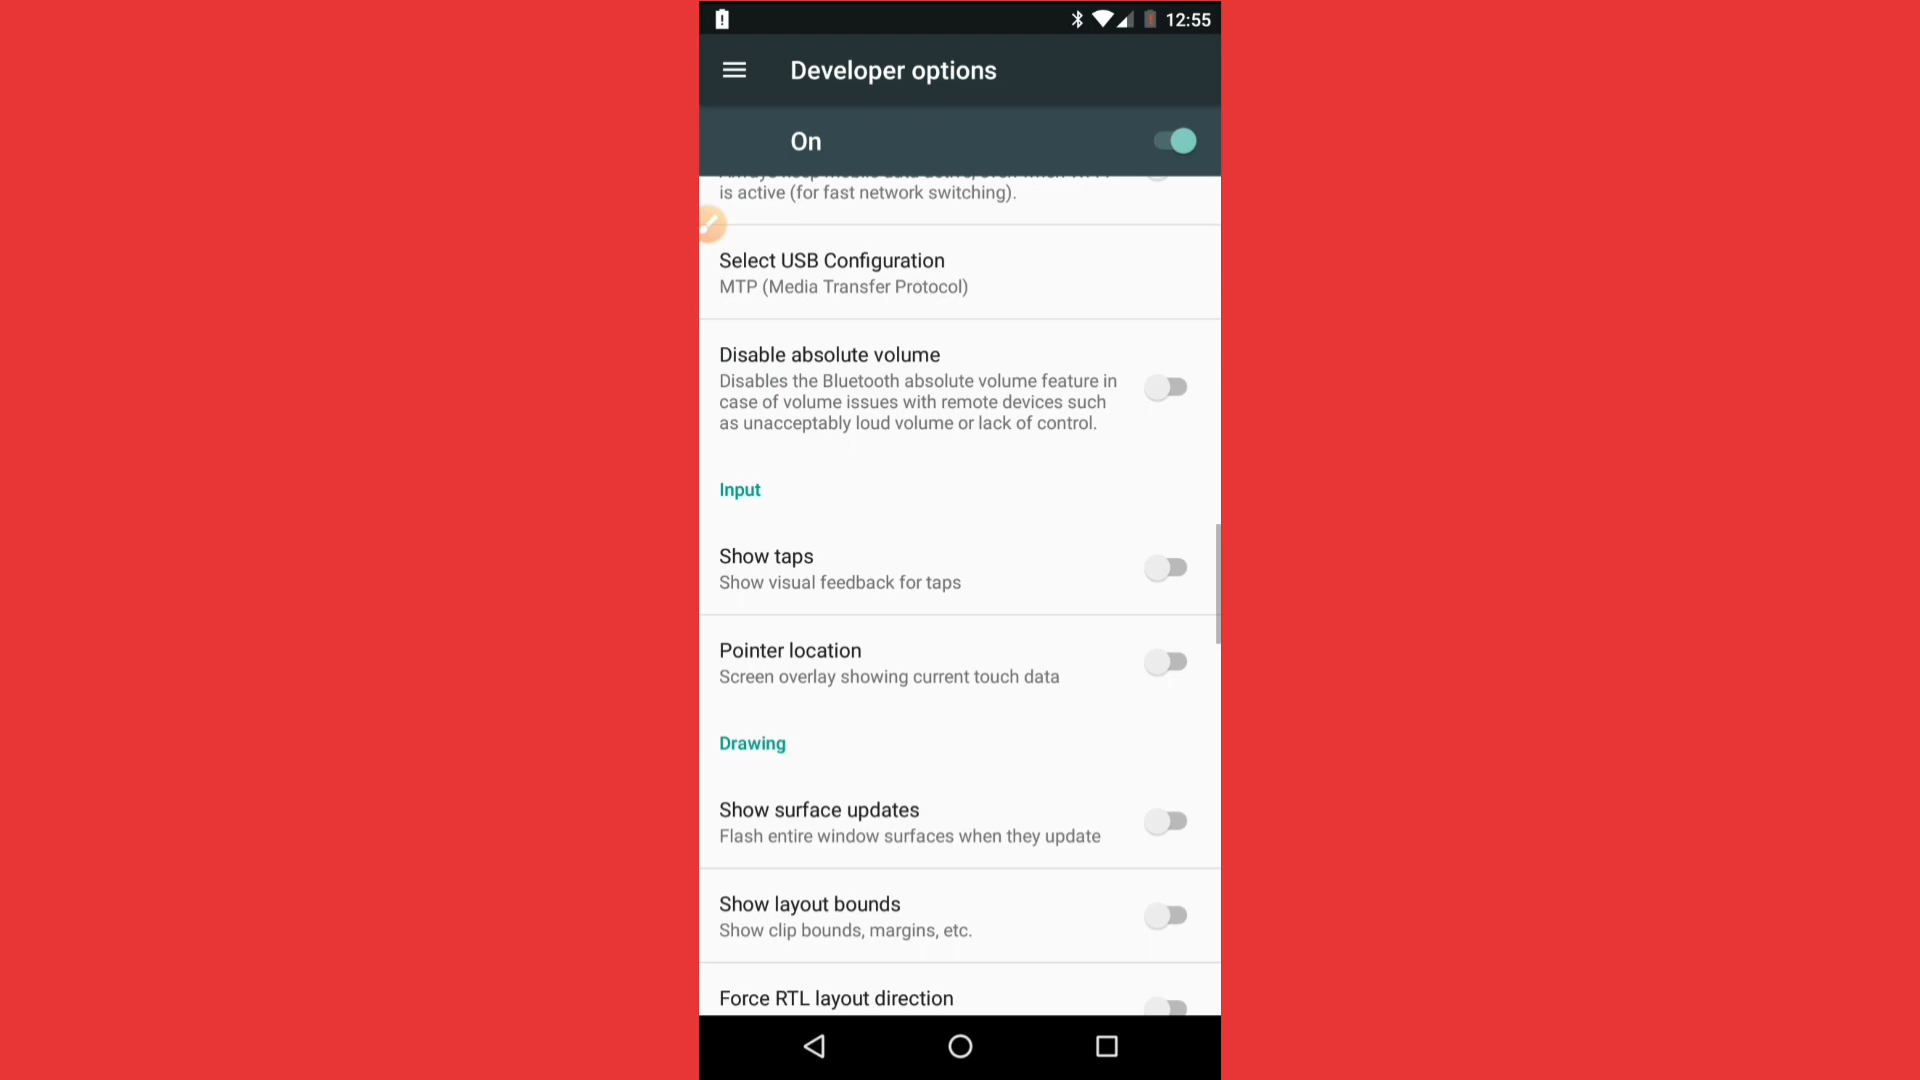 12:55
Developer options
On
is active (for fast network switching).
Select USB Configuration
MTP (Media Transfer Protocol)
Disable absolute volume
Disables the Bluetooth absolute volume feature in
case of volume issues with remote devices such
as unacceptably loud volume or lack of control.
Input
Show taps
Show visual feedback for taps
Pointer location
Screen overlay showing current touch data
Drawing
Show surface updates
Flash entire window surfaces when they update
Show layout bounds
Show clip bounds, margins, etc.
Force RTL layout direction